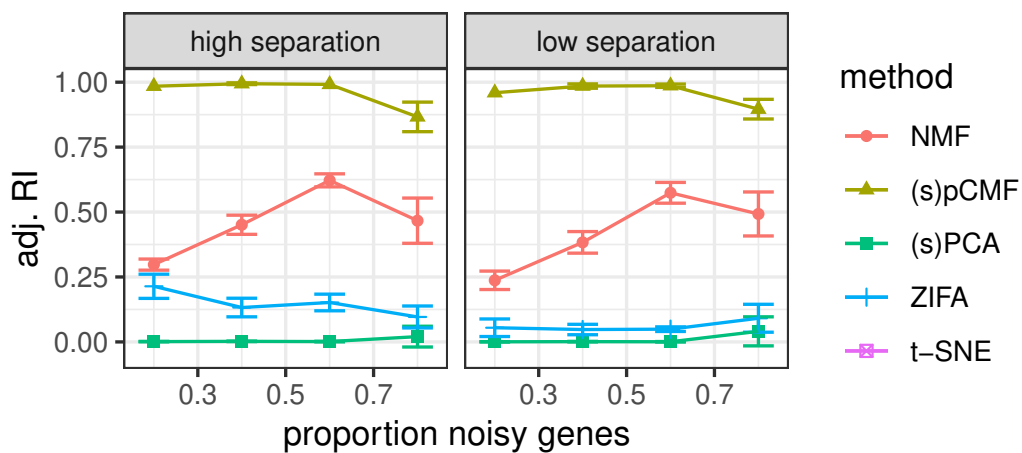 high separation
low separation
1.00
0.75
0.50
0.25
0.00
adj. RI
0.3
0.5
0.7
0.3
0.5
0.7
proportion noisy genes
method
NMF
(s)pCMF
(s)PCA
ZIFA
t−SNE